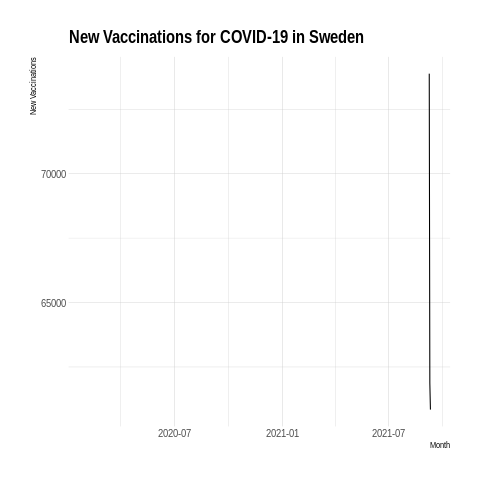 New Vaccinations for COVID-19 in Sweden
New Vaccinations
70000
65000
2020-07 2021-01 2021-07
Month